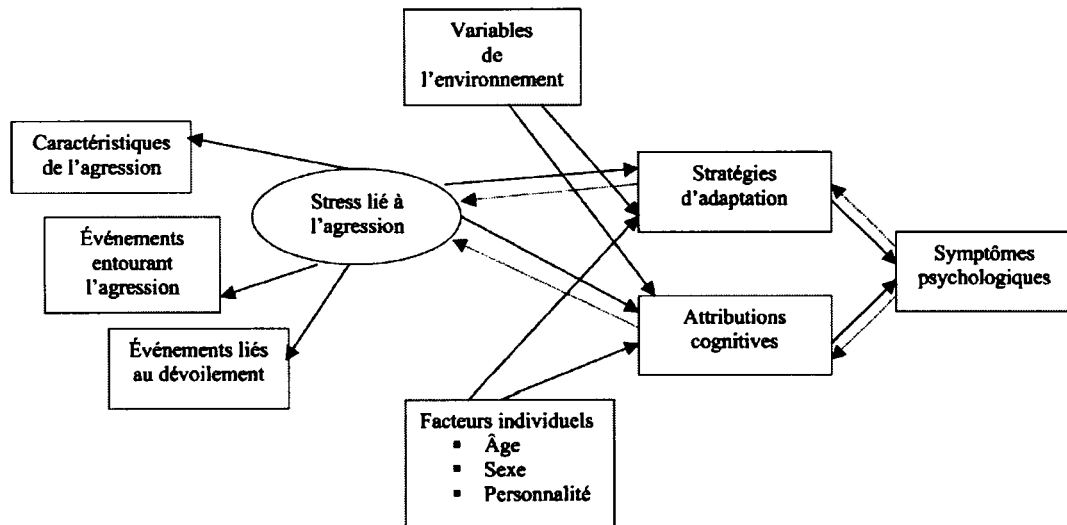 Variables
de
l'environnement
Caractéristiques
de l'agression
Stress lié à
l'agression
Stratégies
d'adaptation
Événements
entourant
l'agression
Symptômes
psychologiques
Attributions
cognitives
Événements liés
au dévoilement
Facteurs individuels
▪ Âge
▪ Sexe
▪ Personnalité